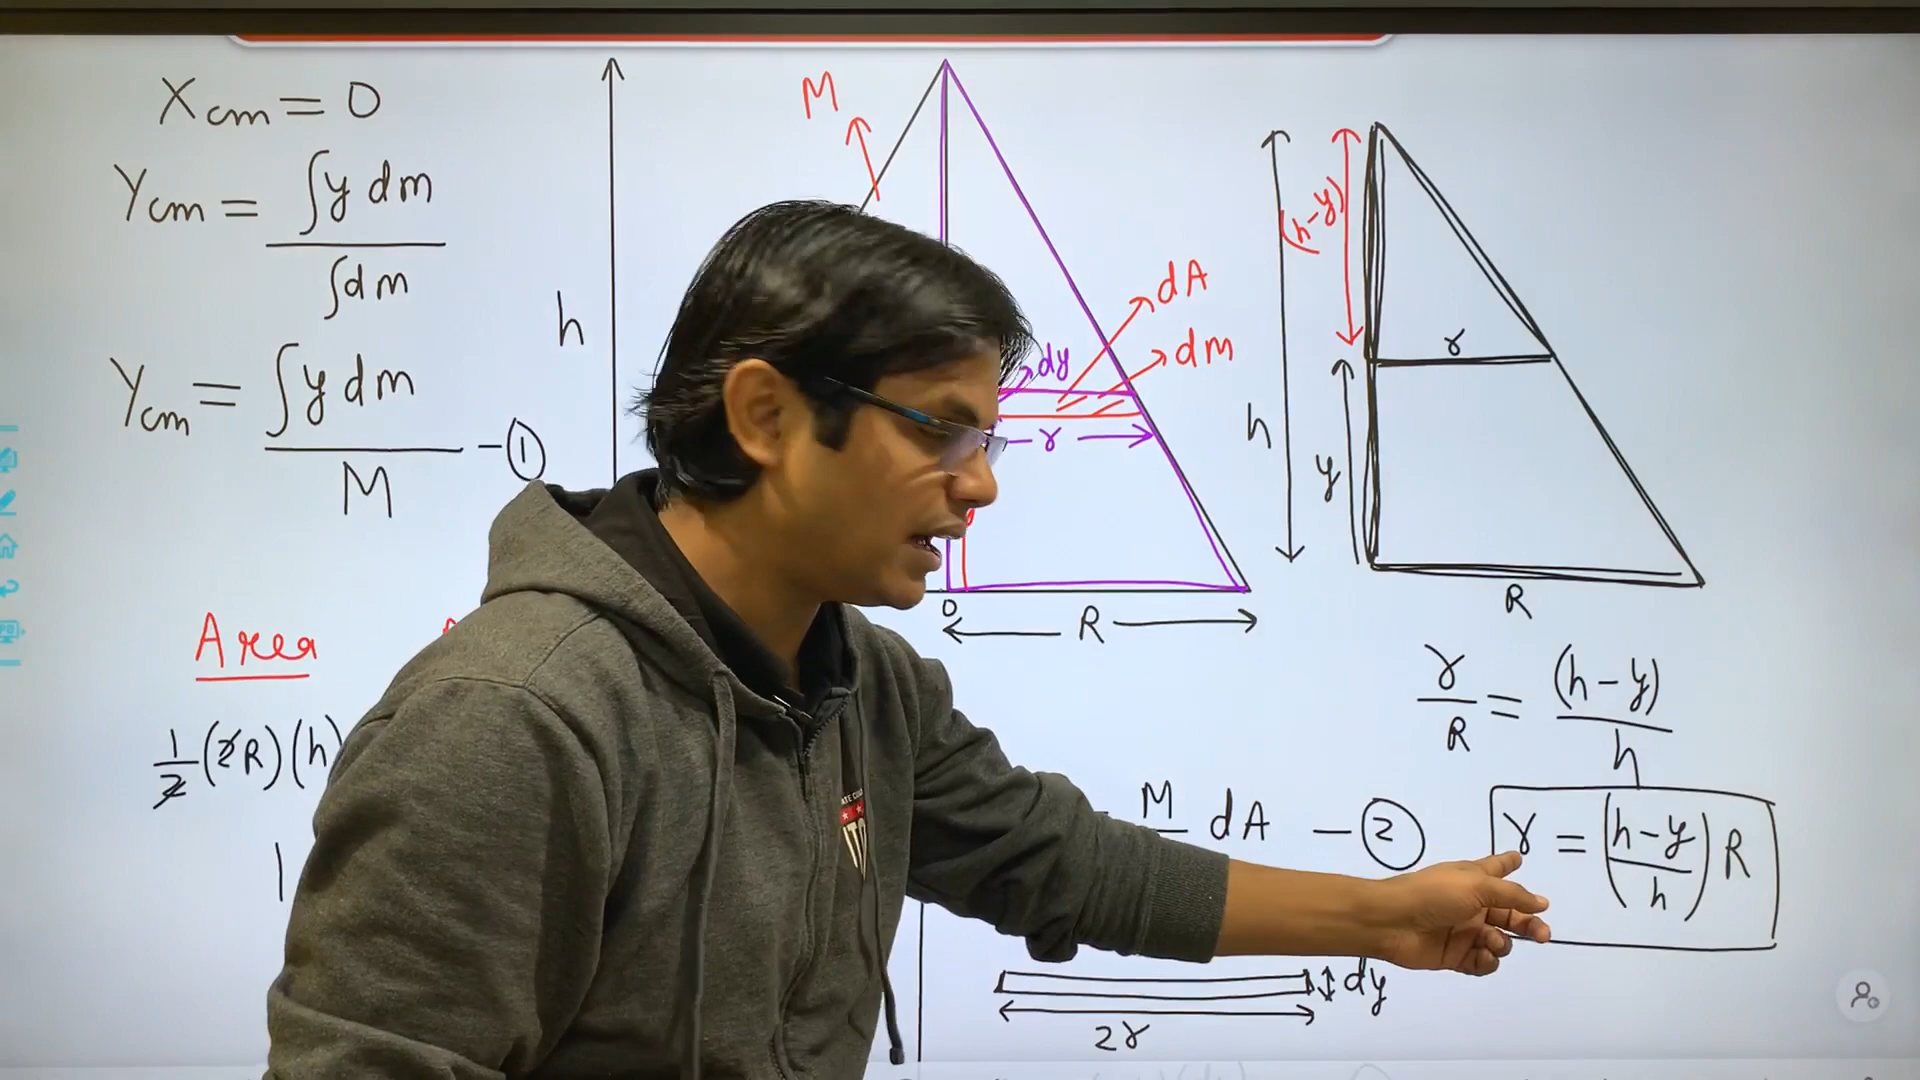 Xcm = 0
Ycm = ∫y dm
∫dm
Ycm = ∫y dm
M
- ①
Area
1/2 (2R)(h)
h
M
dA
dm
dy
r
0
R
M dA - ②
dy
2r
(h-y)
h
y
r
R
r/R = (h-y)/h
r = (h-y/h) R